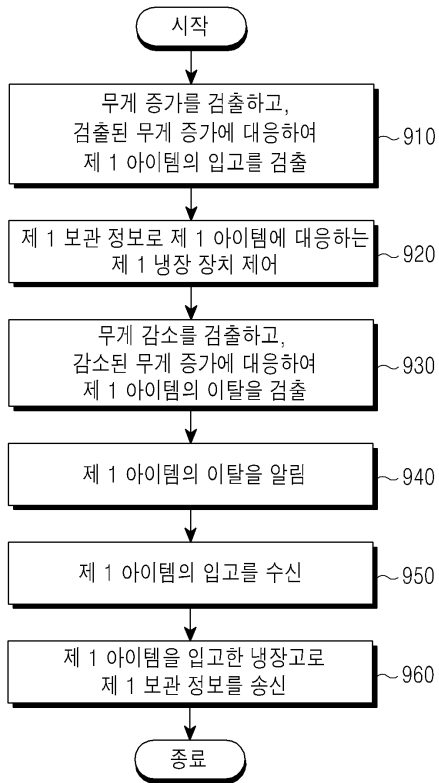 시작
무게 증가를 검출하고,
검출된 무게 증가에 대응하여
제 1 아이템의 입고를 검출
910
제 1 보관 정보로 제 1 아이템에 대응하는
제 1 냉장 장치 제어
920
무게 감소를 검출하고,
감소된 무게 증가에 대응하여
제 1 아이템의 이탈을 검출
930
제 1 아이템의 이탈을 알림
940
제 1 아이템의 입고를 수신
950
제 1 아이템을 입고한 냉장고로
제 1 보관 정보를 송신
960
종료